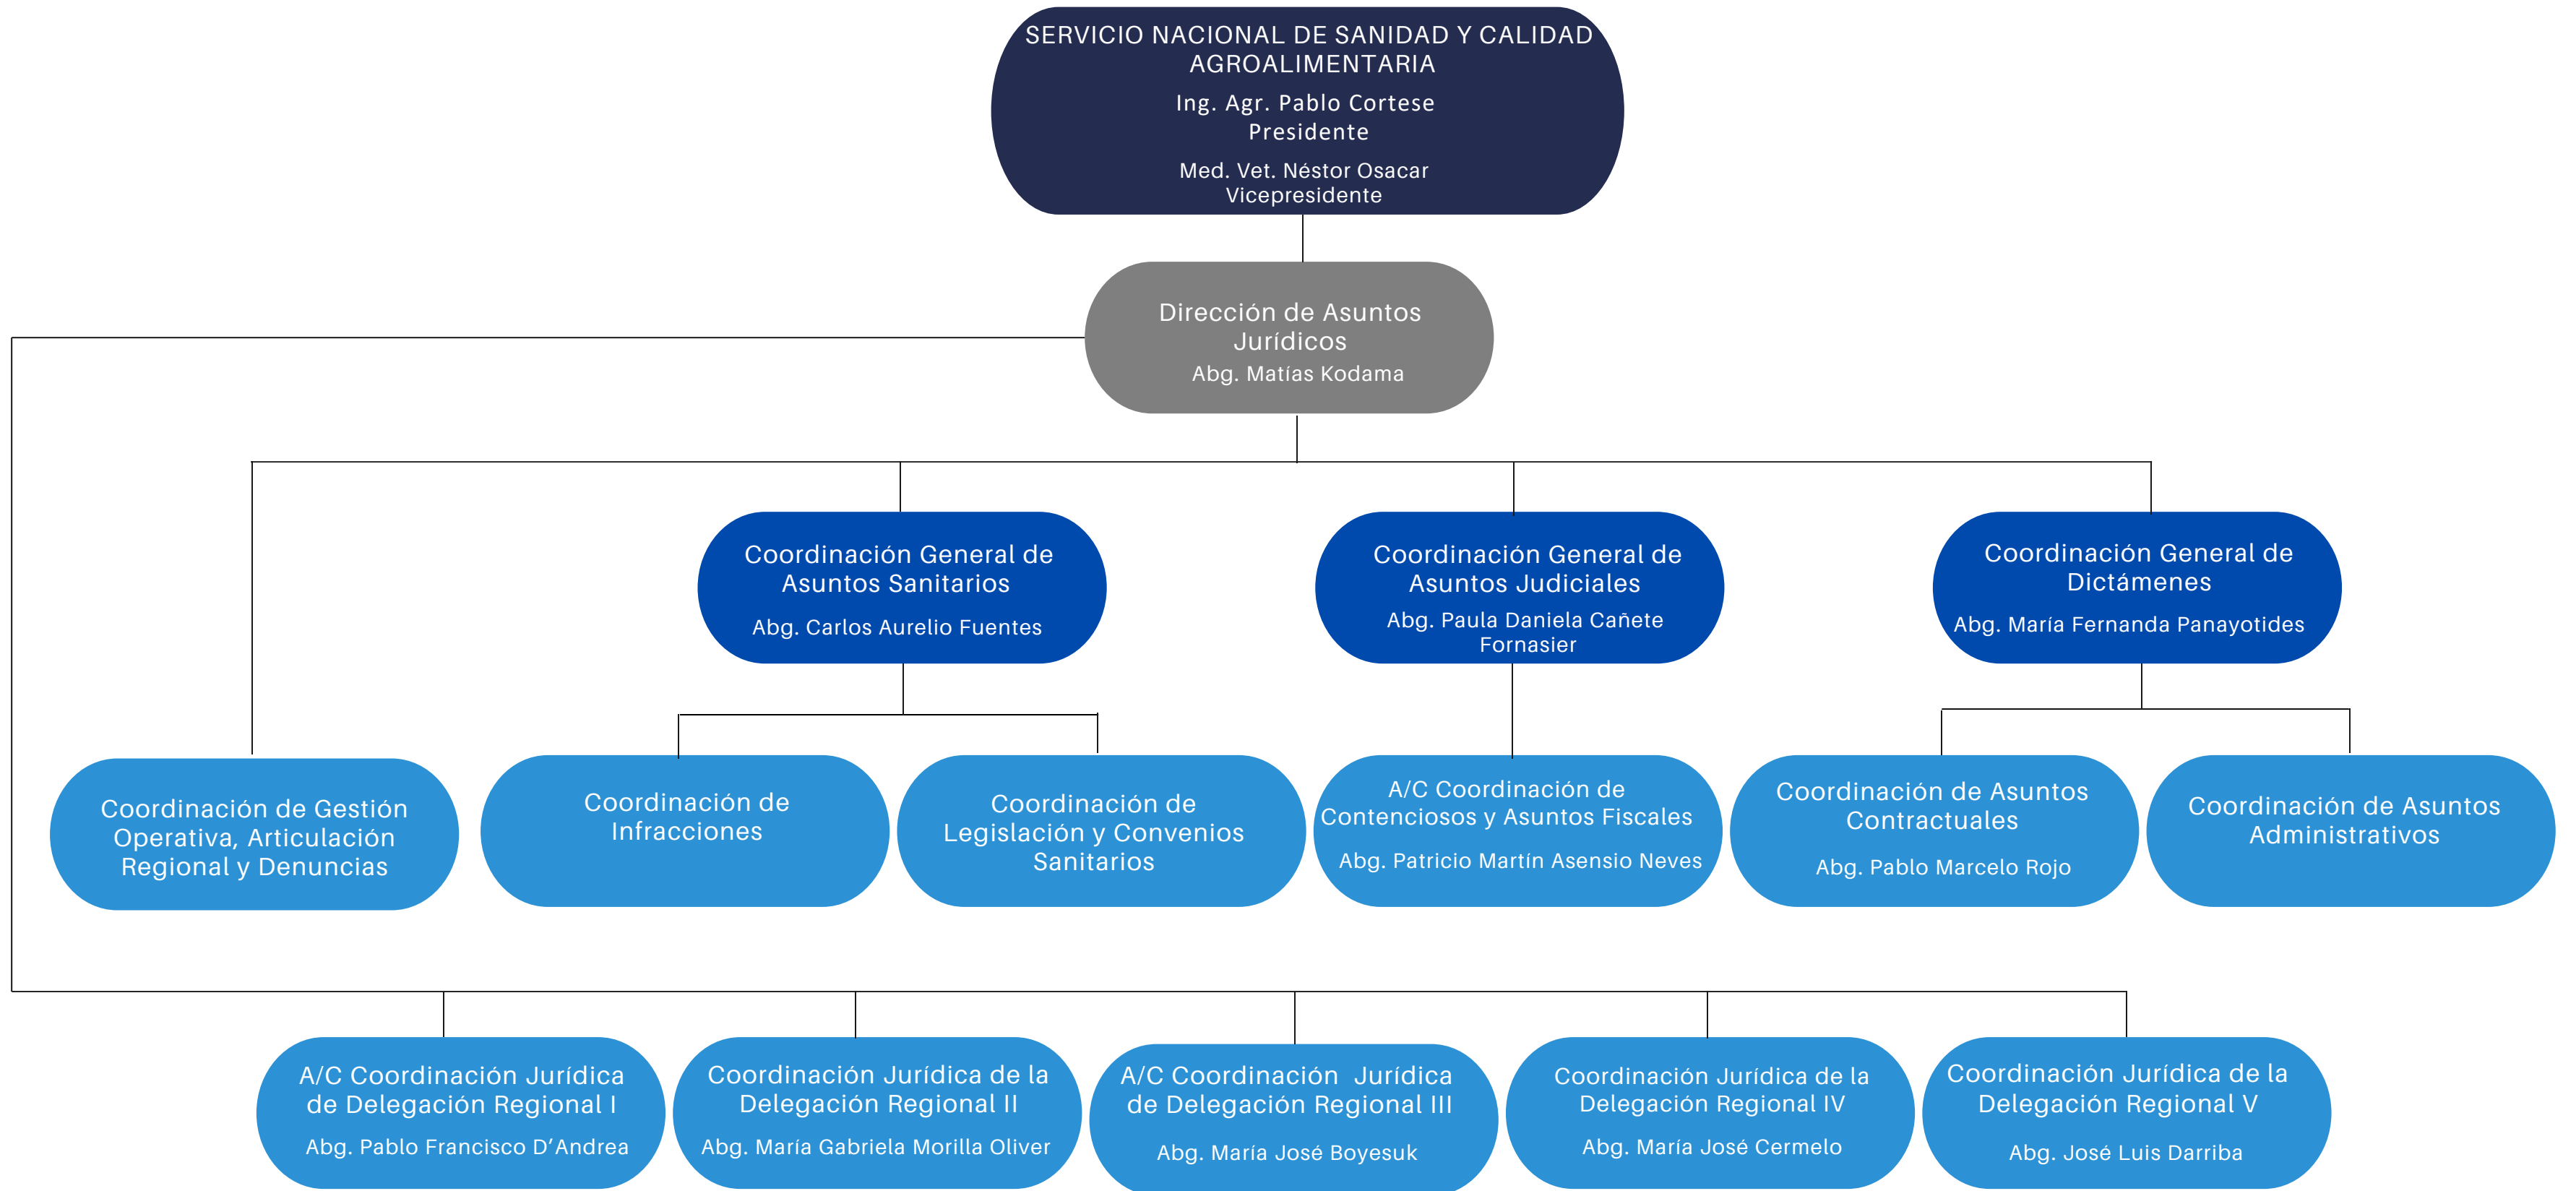 SERVICIO NACIONAL DE SANIDAD Y CALIDAD
AGROALIMENTARIA
Ing. Agr. Pablo Cortese
Presidente
Med. Vet. Néstor Osacar
Vicepresidente
Dirección de Asuntos
Jurídicos
Abg. Matías Kodama
Coordinación General de
Asuntos Sanitarios
Abg. Carlos Aurelio Fuentes
Coordinación General de
Asuntos Judiciales
Abg. Paula Daniela Cañete
Fornasier
Coordinación General de
Dictámenes
Abg. María Fernanda Panayotides
Coordinación de Gestión
Operativa, Articulación
Regional y Denuncias
Coordinación de
Infracciones
Coordinación de
Legislación y Convenios
Sanitarios
A/C Coordinación de
Contenciosos y Asuntos Fiscales
Abg. Patricio Martín Asensio Neves
Coordinación de Asuntos
Contractuales
Abg. Pablo Marcelo Rojo
Coordinación de Asuntos
Administrativos
A/C Coordinación Jurídica
de Delegación Regional I
Abg. Pablo Francisco D’Andrea
Coordinación Jurídica de la
Delegación Regional II
Abg. María Gabriela Morilla Oliver
A/C Coordinación Jurídica
de Delegación Regional III
Abg. María José Boyesuk
Coordinación Jurídica de la
Delegación Regional IV
Abg. María José Cermelo
Coordinación Jurídica de la
Delegación Regional V
Abg. José Luis Darriba